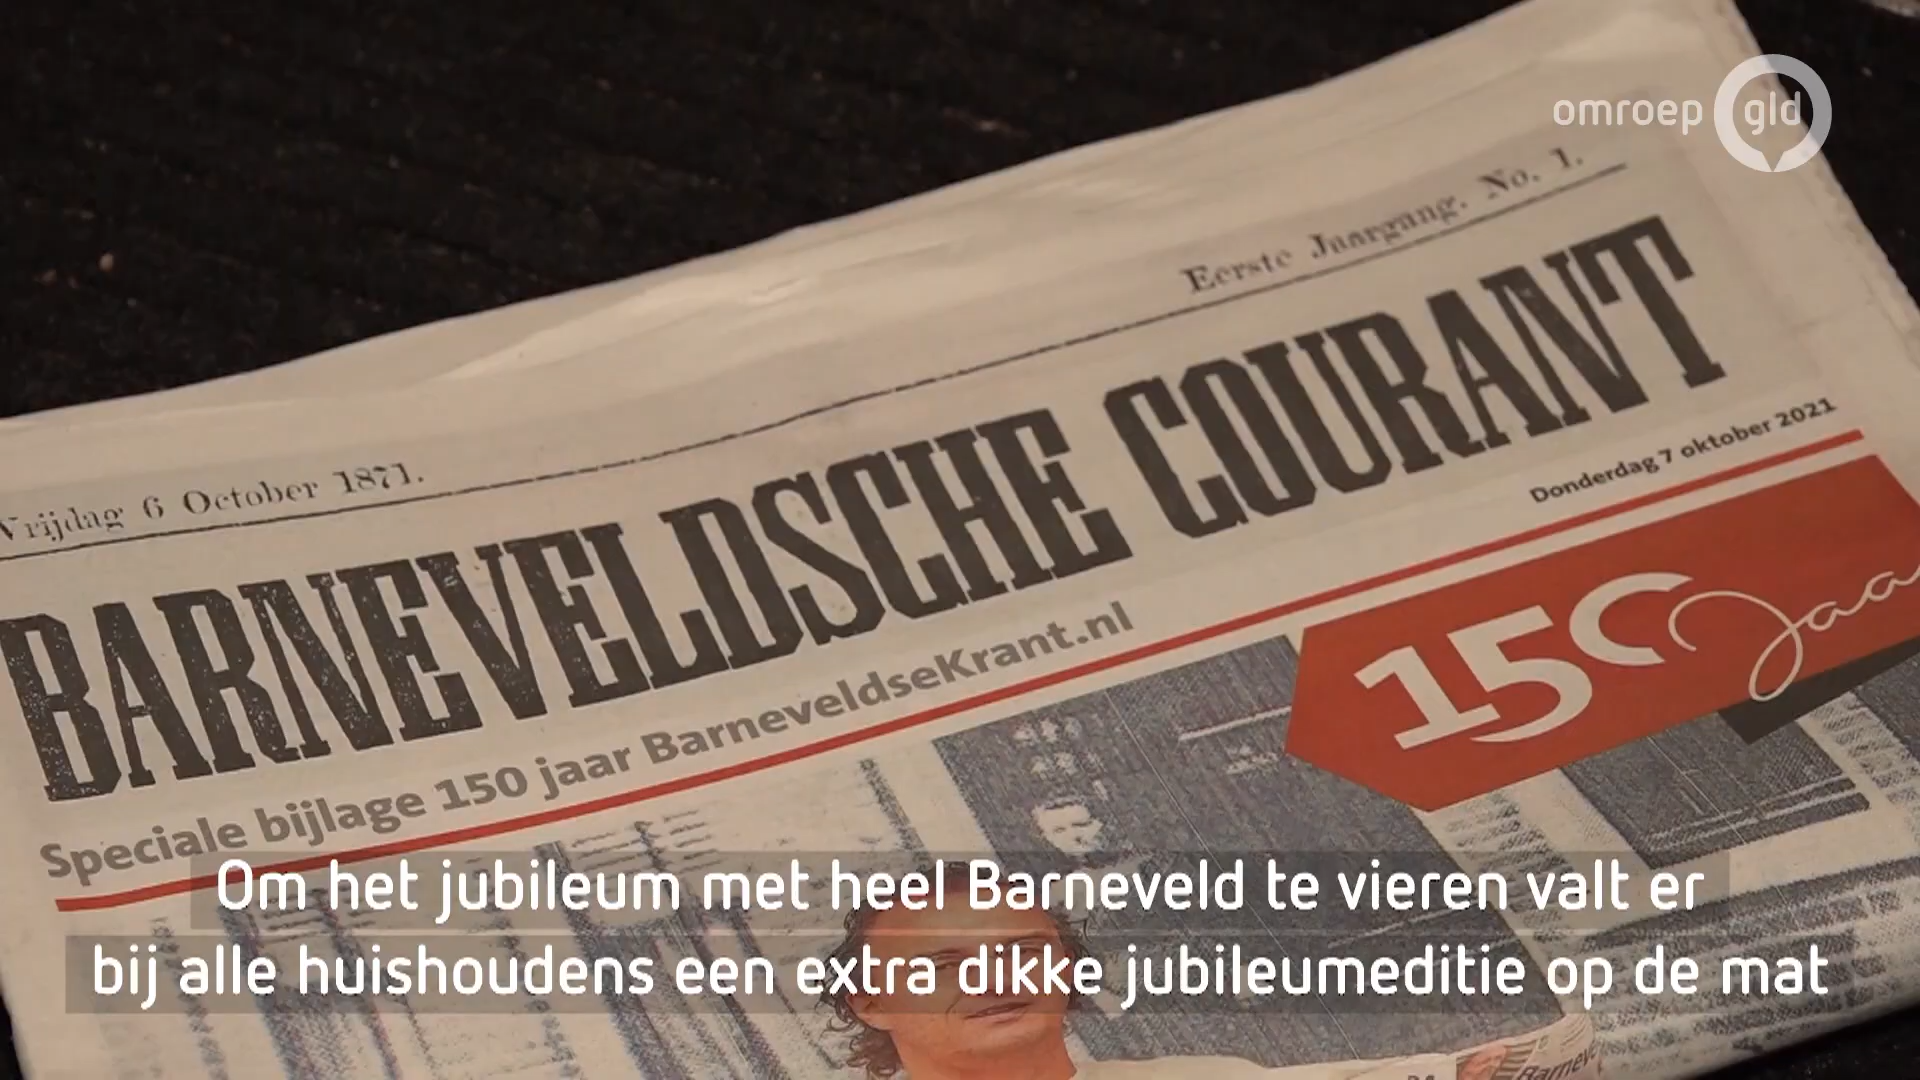 omroep gld
Eerste Jaargang. No. 1.
Vrijdag 6 October 1871.
BARNEVELDSCHE COURANT
Donderdag 7 oktober 2021
Speciale bijlage 150 jaar BarneveldseKrant.nl
150 Jaa
Om het jubileum met heel Barneveld te vieren valt er
bij alle huishoudens een extra dikke jubileumeditie op de mat